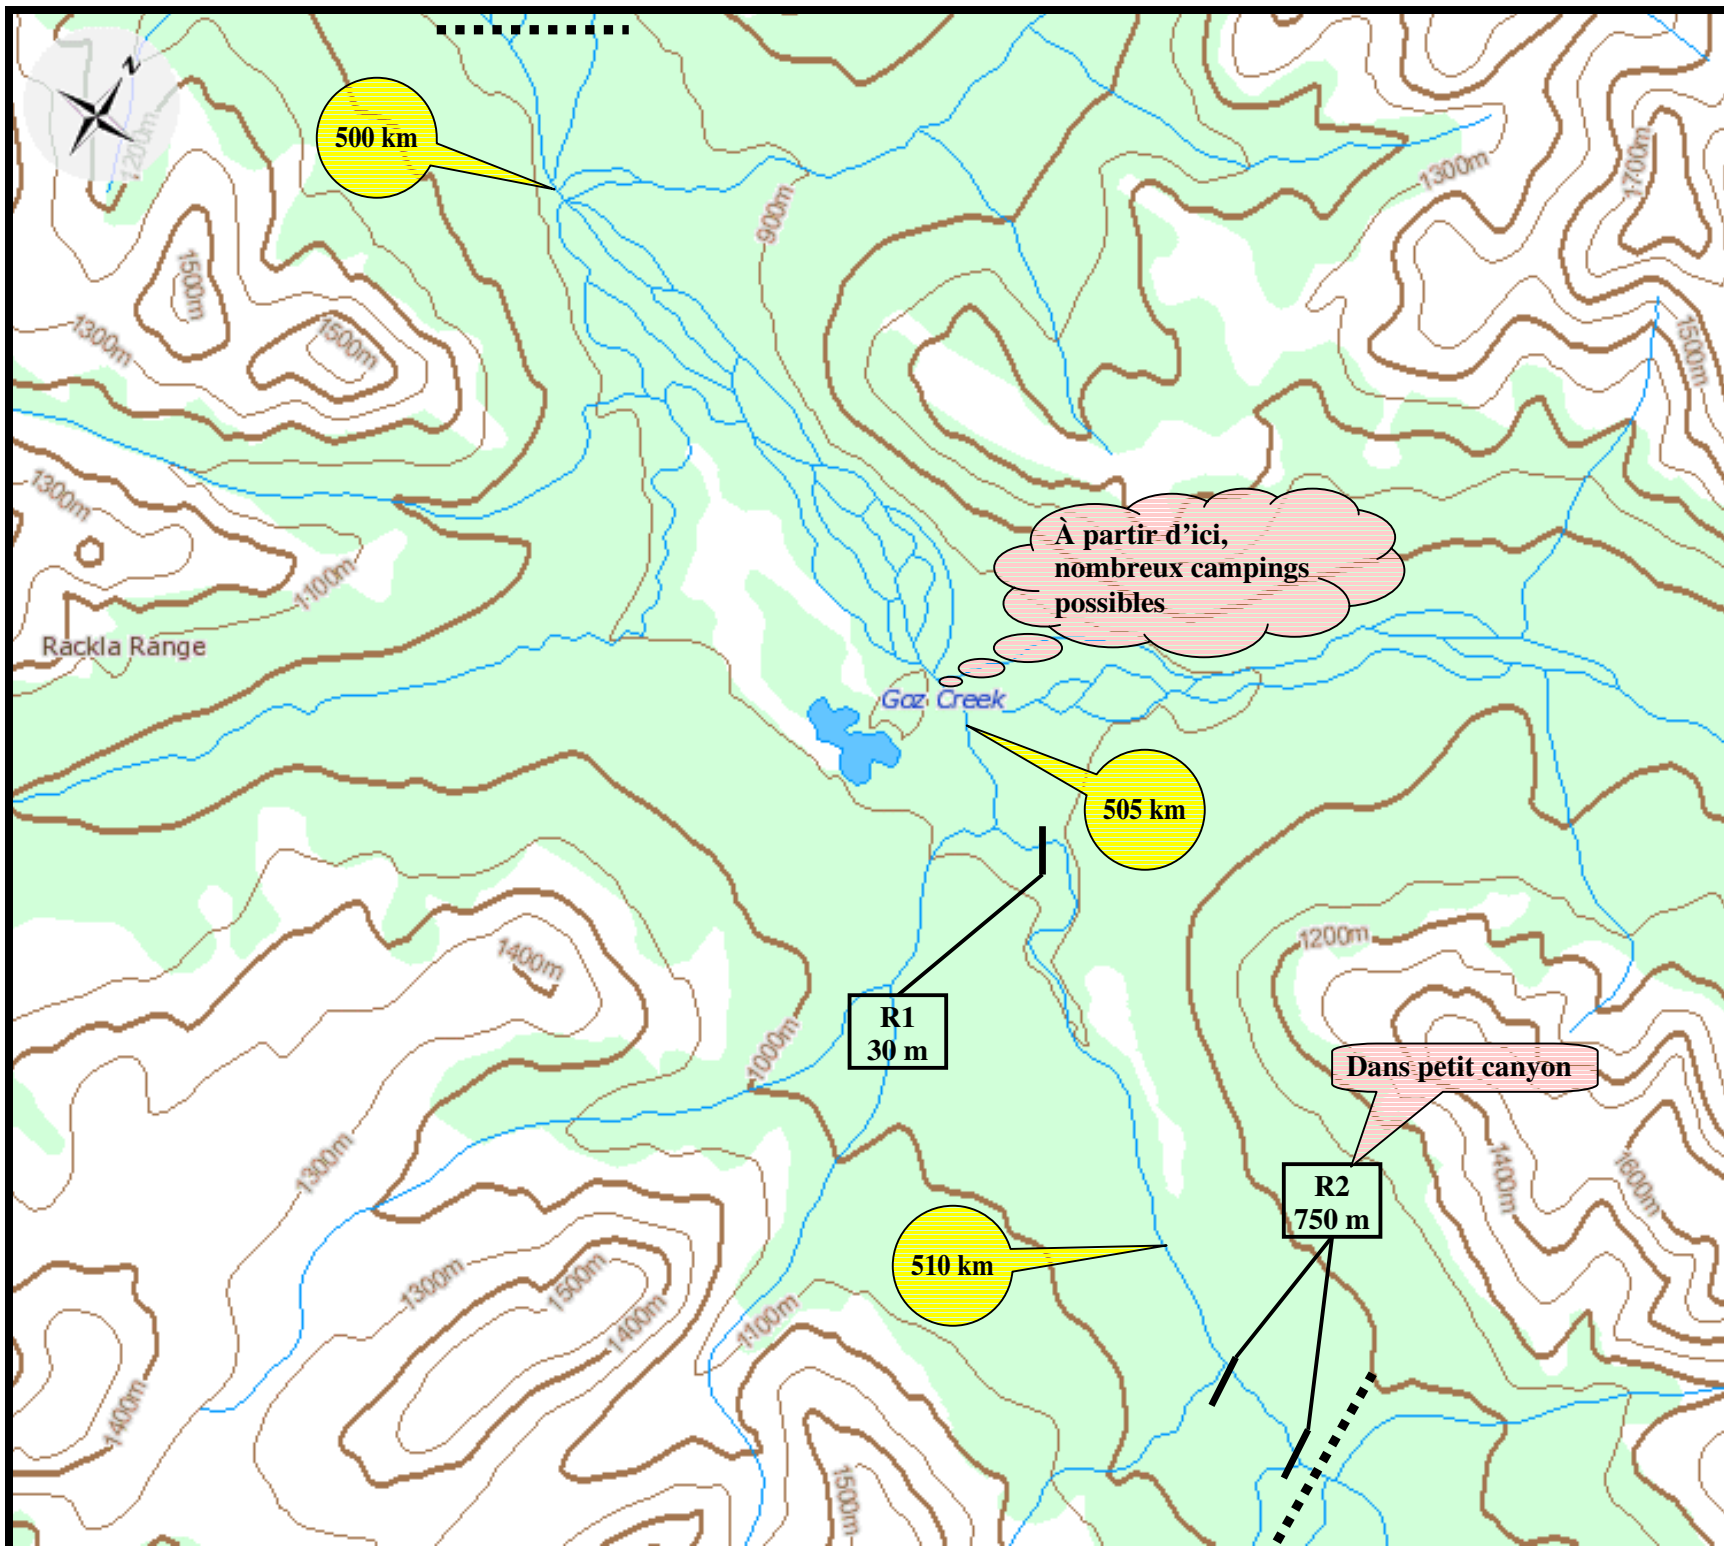 N
1200m
500 km
900m
1300m
1700m
1500m
1500m
1300m
1500m
1300m
1100m
Rackla Range
À partir d'ici,
nombreux campings
possibles
Goz Creek
505 km
1400m
1200m
R1
30 m
1000m
Dans petit canyon
1300m
1400m
1600m
R2
750 m
510 km
1300m
1500m
1400m
1100m
1400m
1500m